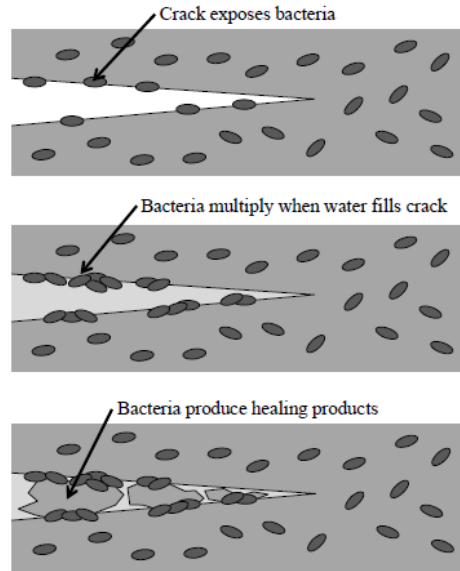 Crack exposes bacteria
Bacteria multiply when water fills crack
Bacteria produce healing products